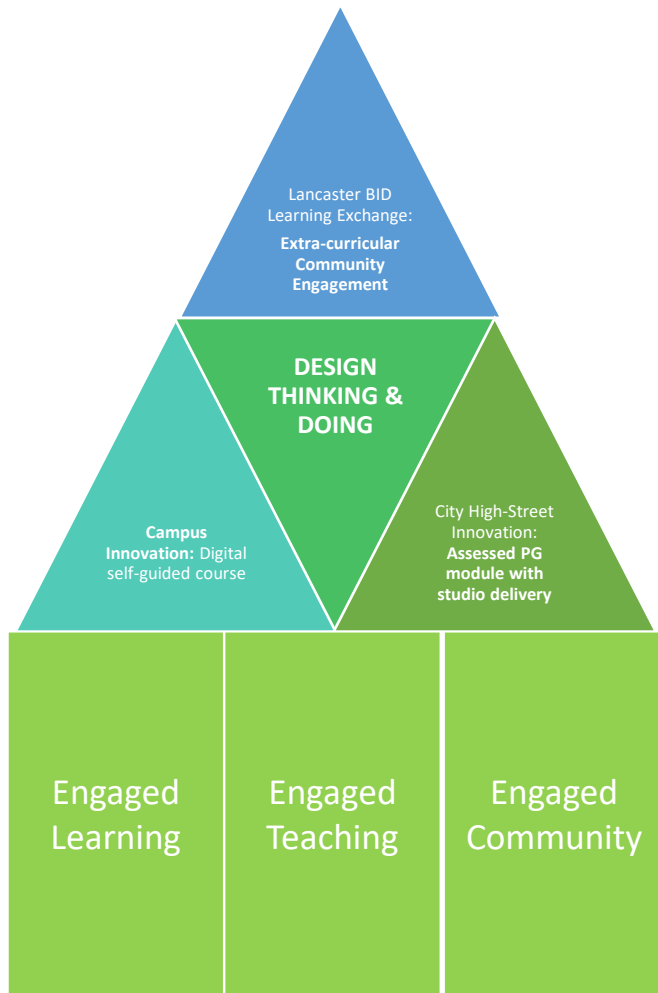 Lancaster BID
Learning Exchange:
Extra-curricular
Community
Engagement
DESIGN
THINKING &
DOING
Campus
Innovation: Digital
self-guided course
City High-Street
Innovation:
Assessed PG
module with
studio delivery
Engaged
Learning
Engaged
Teaching
Engaged
Community